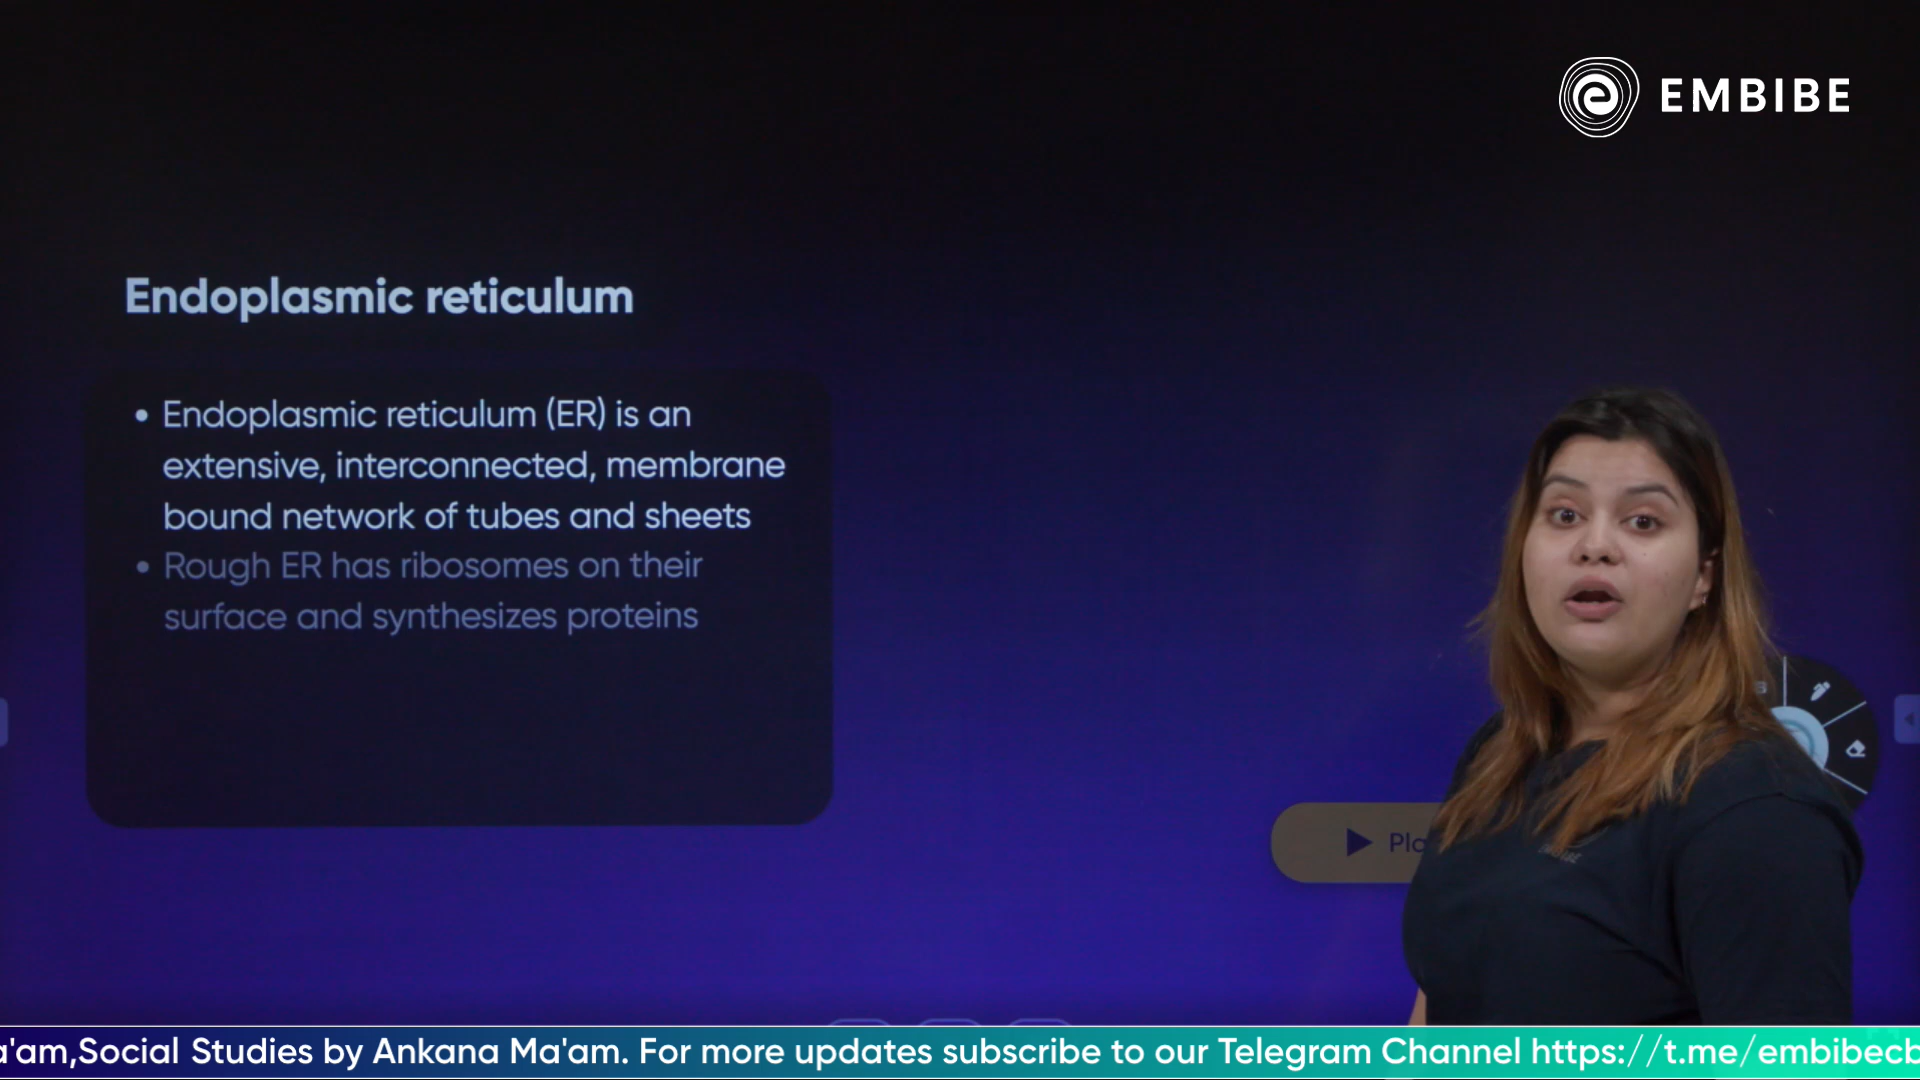 EMBIBE
Endoplasmic reticulum
• Endoplasmic reticulum (ER) is an
extensive, interconnected, membrane
bound network of tubes and sheets
• Rough ER has ribosomes on their
surface and synthesizes proteins
EMBIBE
a'am,Social Studies by Ankana Ma'am. For more updates subscribe to our Telegram Channel https://t.me/embibecb